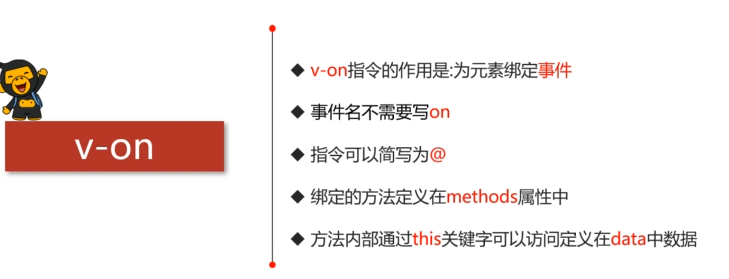 v-on
v-on指令的作用是:为元素绑定事件
事件名不需要写on
指令可以简写为@
绑定的方法定义在methods属性中
方法内部通过this关键字可以访问定义在data中数据